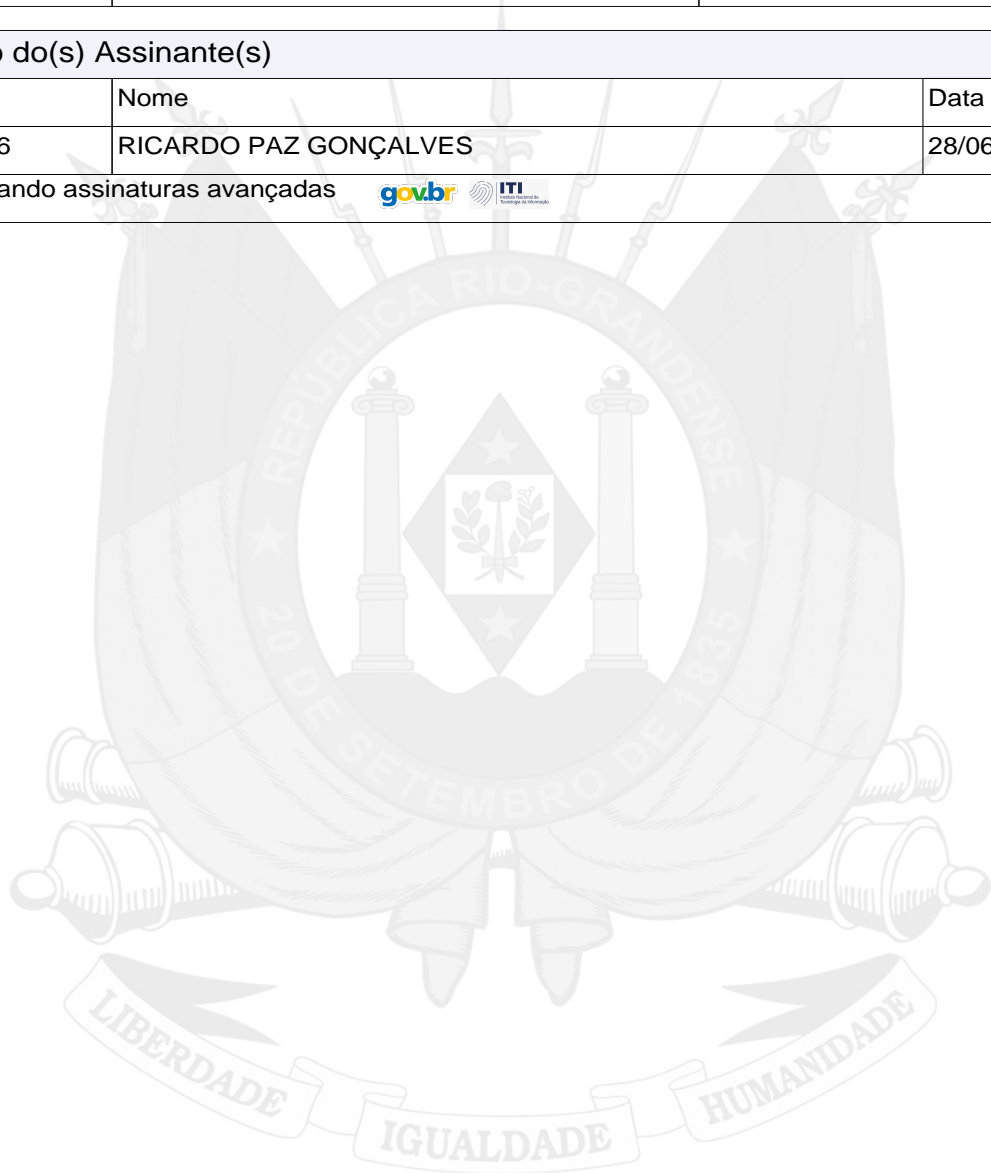 o do(s) Assinante(s)
Nome Data
6 RICARDO PAZ GONÇALVES 28/06
ando assinaturas avançadas gov.br ITI
REPÚBLICA RIO-GRANDENSE
20 DE SETEMBRO DE 1835
LIBERDADE IGUALDADE HUMANIDADE